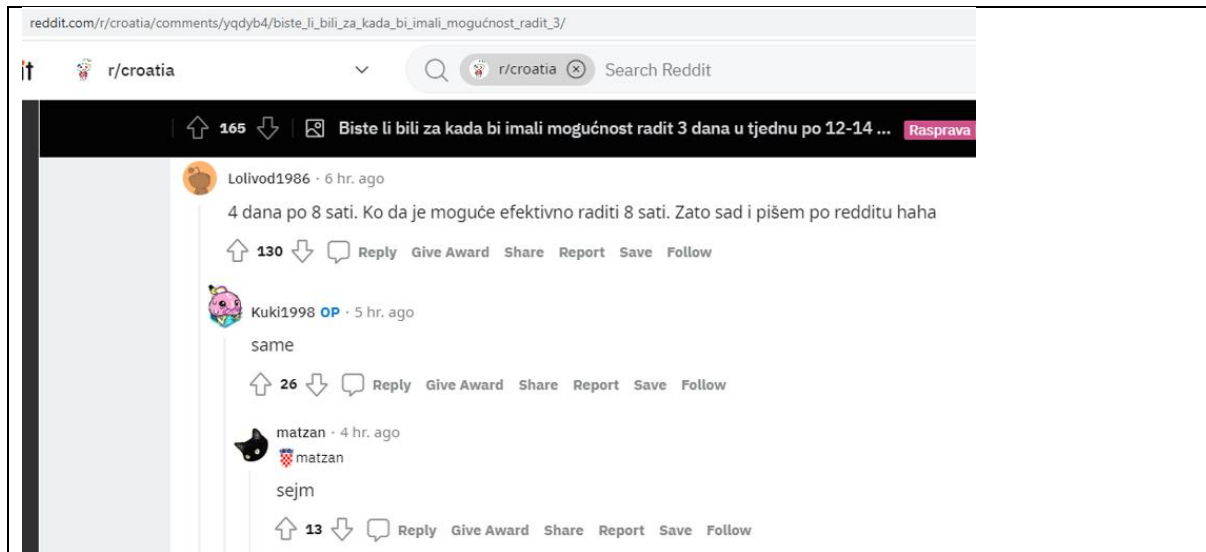 reddit.com/r/croatia/comments/yqdyb4/biste_li_bili_za_kada_bi_imali_mogućnost_radit_3/
it r/croatia r/croatia Search Reddit
165 Biste li bili za kada bi imali mogućnost radit 3 dana u tjednu po 12-14 ... Rasprava
Lolivod1986 · 6 hr. ago
4 dana po 8 sati. Ko da je moguće efektivno raditi 8 sati. Zato sad i pišem po redditu haha
130 Reply Give Award Share Report Save Follow
Kuki1998 OP · 5 hr. ago
same
26 Reply Give Award Share Report Save Follow
matzan · 4 hr. ago
matzan
sejm
13 Reply Give Award Share Report Save Follow